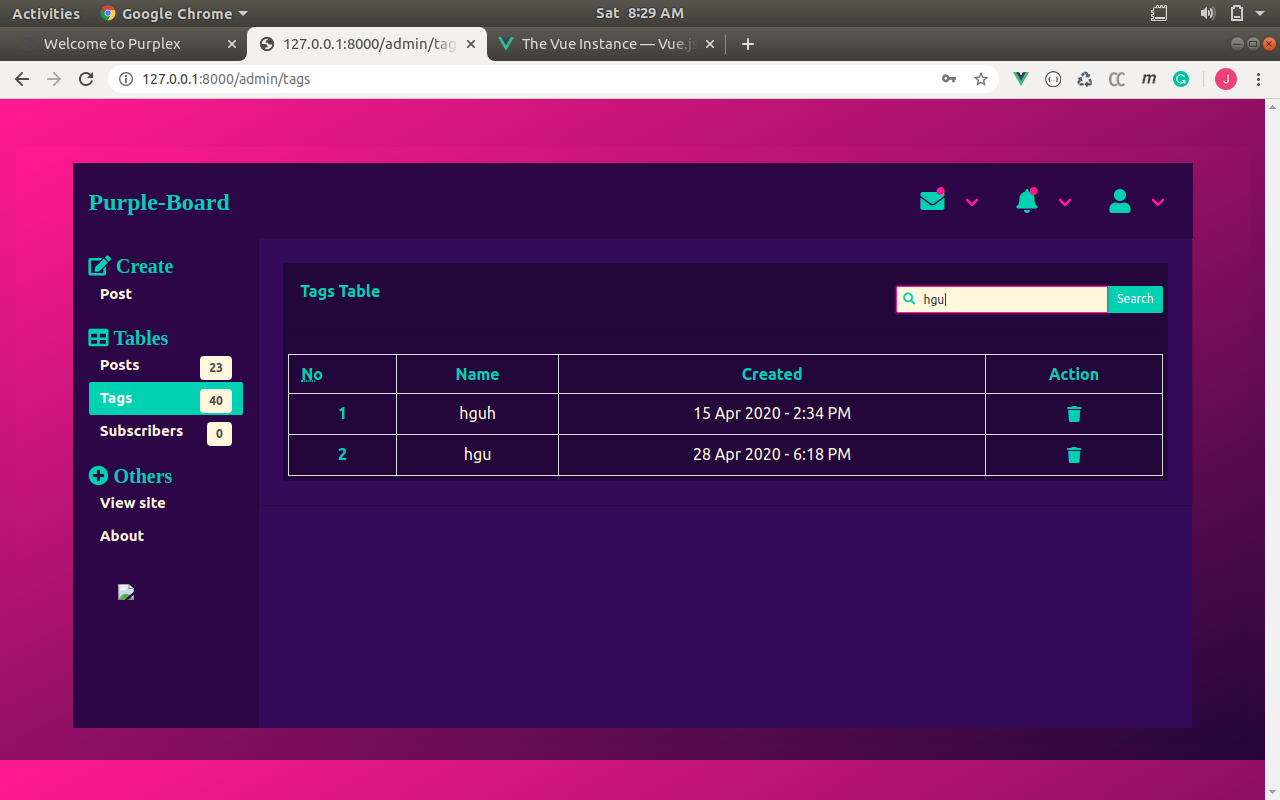 Activities Google Chrome Sat 8:29 AM
Welcome to Purplex 127.0.0.1:8000/admin/tag The Vue Instance — Vue.js
127.0.0.1:8000/admin/tags CC m J
Purple-Board
Create
Post
Tables
Posts 23
Tags 40
Subscribers 0
Others
View site
About
Tags Table
hgu Search
No Name Created Action
1 hguh 15 Apr 2020 - 2:34 PM
2 hgu 28 Apr 2020 - 6:18 PM